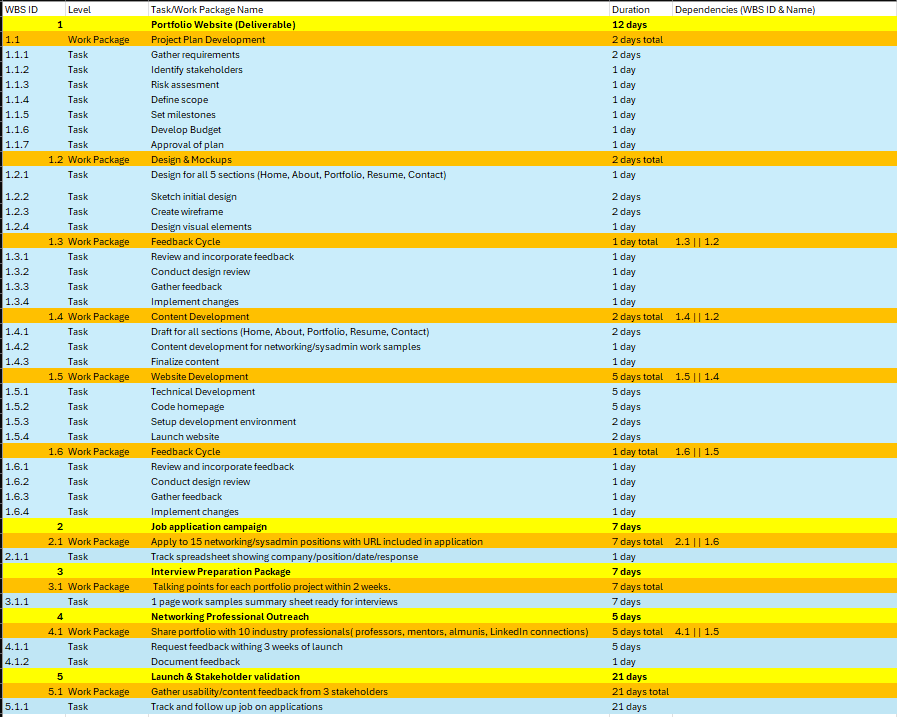 WBS ID Level Task/Work Package Name Duration Dependencies (WBS ID & Name)
1 Portfolio Website (Deliverable) 12 days
1.1 Work Package Project Plan Development 2 days total
1.1.1 Task Gather requirements 2 days
1.1.2 Task Identify stakeholders 1 day
1.1.3 Task Risk assesment 1 day
1.1.4 Task Define scope 1 day
1.1.5 Task Set milestones 1 day
1.1.6 Task Develop Budget 1 day
1.1.7 Task Approval of plan 1 day
1.2 Work Package Design & Mockups 2 days total
1.2.1 Task Design for all 5 sections (Home, About, Portfolio, Resume, Contact) 1 day
1.2.2 Task Sketch initial design 2 days
1.2.3 Task Create wireframe 2 days
1.2.4 Task Design visual elements 1 day
1.3 Work Package Feedback Cycle 1 day total 1.3 || 1.2
1.3.1 Task Review and incorporate feedback 1 day
1.3.2 Task Conduct design review 1 day
1.3.3 Task Gather feedback 1 day
1.3.4 Task Implement changes 1 day
1.4 Work Package Content Development 2 days total 1.4 || 1.2
1.4.1 Task Draft for all sections (Home, About, Portfolio, Resume, Contact) 2 days
1.4.2 Task Content development for networking/sysadmin work samples 1 day
1.4.3 Task Finalize content 1 day
1.5 Work Package Website Development 5 days total 1.5 || 1.4
1.5.1 Task Technical Development 5 days
1.5.2 Task Code homepage 5 days
1.5.3 Task Setup development environment 2 days
1.5.4 Task Launch website 2 days
1.6 Work Package Feedback Cycle 1 day total 1.6 || 1.5
1.6.1 Task Review and incorporate feedback 1 day
1.6.2 Task Conduct design review 1 day
1.6.3 Task Gather feedback 1 day
1.6.4 Task Implement changes 1 day
2 Job application campaign 7 days
2.1 Work Package Apply to 15 networking/sysadmin positions with URL included in application 7 days total 2.1 || 1.6
2.1.1 Task Track spreadsheet showing company/position/date/response 1 day
3 Interview Preparation Package 7 days
3.1 Work Package Talking points for each portfolio project within 2 weeks. 7 days total
3.1.1 Task 1 page work samples summary sheet ready for interviews 7 days
4 Networking Professional Outreach 5 days
4.1 Work Package Share portfolio with 10 industry professionals( professors, mentors, almunis, LinkedIn connections) 5 days total 4.1 || 1.5
4.1.1 Task Request feedback withing 3 weeks of launch 5 days
4.1.2 Task Document feedback 1 day
5 Launch & Stakeholder validation 21 days
5.1 Work Package Gather usability/content feedback from 3 stakeholders 21 days total
5.1.1 Task Track and follow up job on applications 21 days